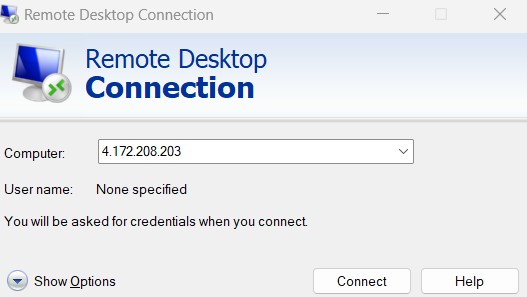 Remote Desktop Connection
Remote Desktop
Connection
Computer: 4.172.208.203
User name: None specified
You will be asked for credentials when you connect.
Show Options Connect Help